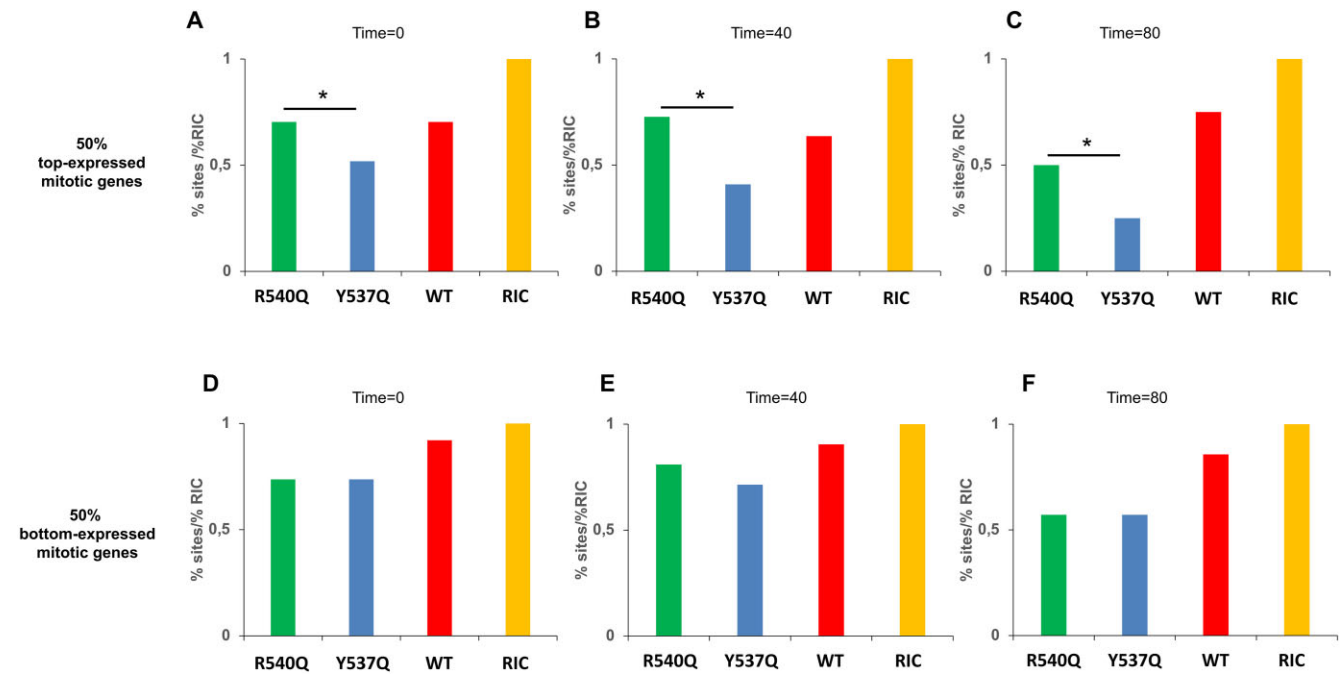 A
Time=0
B
Time=40
C
Time=80
50%
top-expressed
mitotic genes
% sites /%RIC
1
0,5
0
*
R540Q Y537Q WT RIC
% sites/%RIC
1
0,5
0
*
R540Q Y537Q WT RIC
% sites/% RIC
1
0,5
0
*
R540Q Y537Q WT RIC
D
Time=0
E
Time=40
F
Time=80
50%
bottom-expressed
mitotic genes
% sites/% RIC
1
0,5
0
R540Q Y537Q WT RIC
% sites/%RIC
1
0,5
0
R540Q Y537Q WT RIC
% sites/% RIC
1
0,5
0
R540Q Y537Q WT RIC